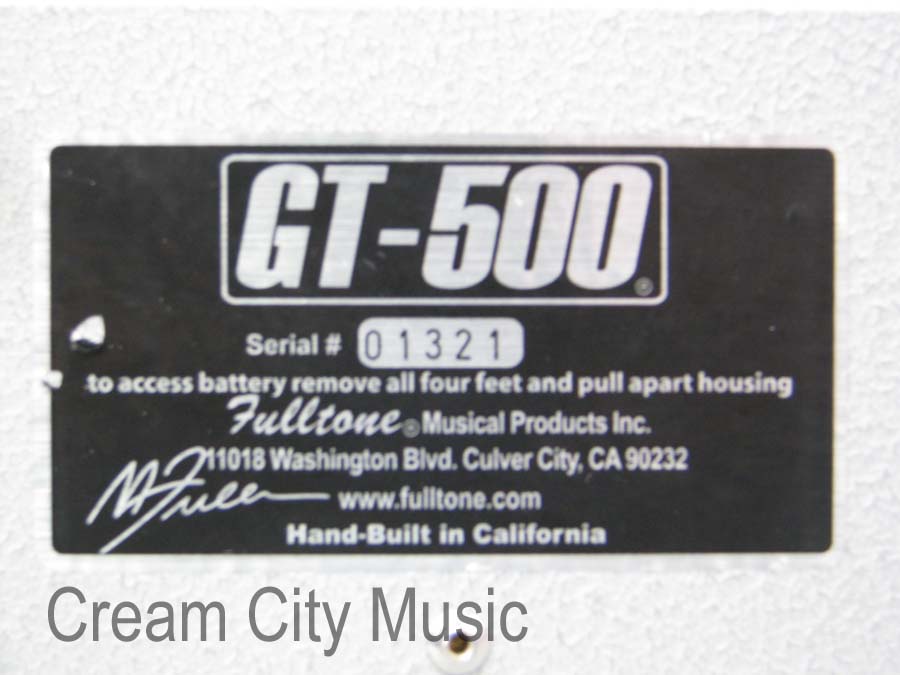 GT-500®
Serial # 01321
to access battery remove all four feet and pull apart housing
Fulltone® Musical Products Inc.
11018 Washington Blvd. Culver City, CA 90232
M Fuller
www.fulltone.com
Hand-Built in California
Cream City Music